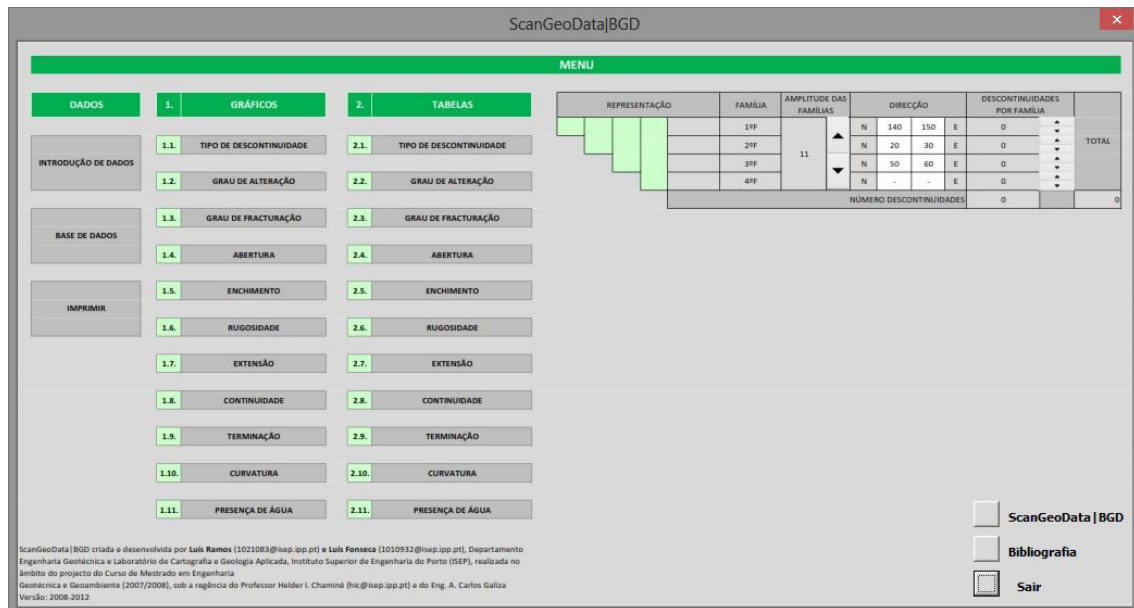 ScanGeoData|BGD
MENU
DADOS
INTRODUÇÃO DE DADOS
BASE DE DADOS
IMPRIMIR
1. GRÁFICOS
1.1. TIPO DE DESCONTINUIDADE
1.2. GRAU DE ALTERAÇÃO
1.3. GRAU DE FRACTURAÇÃO
1.4. ABERTURA
1.5. ENCHIMENTO
1.6. RUGOSIDADE
1.7. EXTENSÃO
1.8. CONTINUIDADE
1.9. TERMINAÇÃO
1.10. CURVATURA
1.11. PRESENÇA DE ÁGUA
2. TABELAS
2.1. TIPO DE DESCONTINUIDADE
2.2. GRAU DE ALTERAÇÃO
2.3. GRAU DE FRACTURAÇÃO
2.4. ABERTURA
2.5. ENCHIMENTO
2.6. RUGOSIDADE
2.7. EXTENSÃO
2.8. CONTINUIDADE
2.9. TERMINAÇÃO
2.10. CURVATURA
2.11. PRESENÇA DE ÁGUA
REPRESENTAÇÃO
FAMÍLIA
AMPLITUDE DAS
FAMÍLIAS
DIRECÇÃO
DESCONTINUIDADES
POR FAMÍLIA
TOTAL
11
1ºF N 140 150 E 0
2ºF N 20 30 E 0
3ºF N 50 60 E 0
4ºF N - - E 0
NÚMERO DESCONTINUIDADES 0 0
ScanGeoData|BGD criada e desenvolvida por Luís Ramos (1021083@isep.ipp.pt) e Luís Fonseca (1010932@isep.ipp.pt), Departamento
Engenharia Geotécnica e Laboratório de Cartografia e Geologia Aplicada, Instituto Superior de Engenharia do Porto (ISEP), realizada no
âmbito do projecto do Curso de Mestrado em Engenharia
Geotécnica e Geoambiente (2007/2008), sob a regência do Professor Helder I. Chaminé (hic@isep.ipp.pt) e do Eng. A. Carlos Galiza
Versão: 2008-2012
ScanGeoData|BGD
Bibliografia
Sair